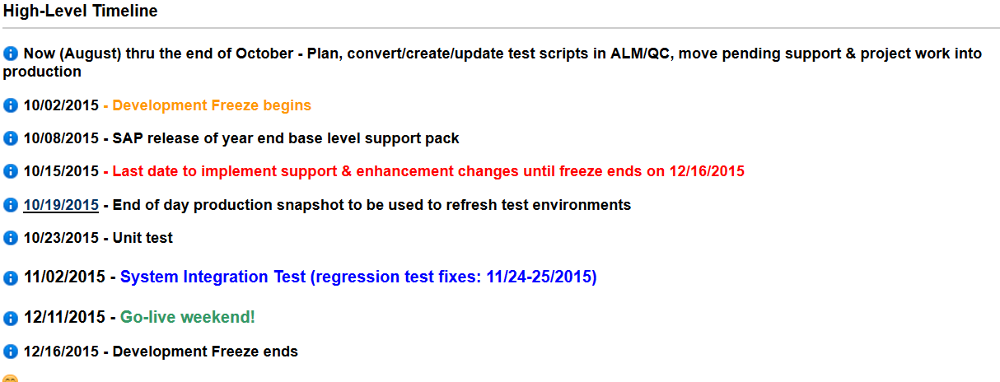 High-Level Timeline
Now (August) thru the end of October - Plan, convert/create/update test scripts in ALM/QC, move pending support & project work into
production
10/02/2015 - Development Freeze begins
10/08/2015 - SAP release of year end base level support pack
10/15/2015 - Last date to implement support & enhancement changes until freeze ends on 12/16/2015
10/19/2015 - End of day production snapshot to be used to refresh test environments
10/23/2015 - Unit test
11/02/2015 - System Integration Test (regression test fixes: 11/24-25/2015)
12/11/2015 - Go-live weekend!
12/16/2015 - Development Freeze ends